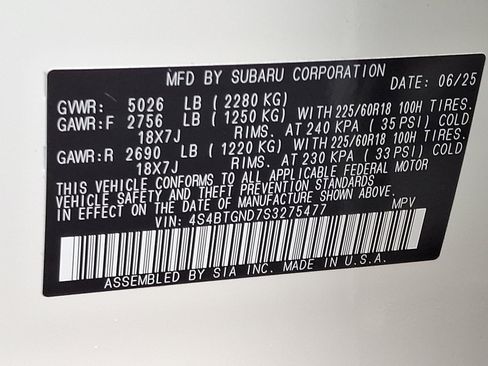 MFD BY SUBARU CORPORATION DATE: 06/25
GVWR: 5026 LB ( 2280 KG)
GAWR:F 2756 LB ( 1250 KG) WITH 225/60R18 100H TIRES.
18X7J RIMS. AT 240 KPA ( 35 PSI) COLD
GAWR:R 2690 LB ( 1220 KG) WITH 225/60R18 100H TIRES.
18X7J RIMS. AT 230 KPA ( 33 PSI) COLD
THIS VEHICLE CONFORMS TO ALL APPLICABLE FEDERAL MOTOR
VEHICLE SAFETY AND THEFT PREVENTION STANDARDS
IN EFFECT ON THE DATE OF MANUFACTURE SHOWN ABOVE.
VIN: 4S4BTGND7S3275477 MPV
ASSEMBLED BY SIA INC. MADE IN U.S.A.